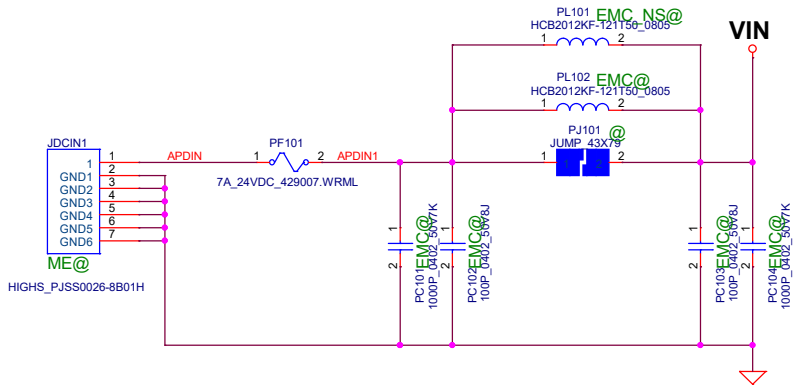 PL101 EMC_NS@
HCB2012KF-121T50_0805
1 2
VIN
PL102 EMC@
HCB2012KF-121T50_0805
1 2
PJ101 @
JUMP_43X79
1 1 2 2
JDCIN1
1 1
GND1 2
GND2 3
GND3 4
GND4 5
GND5 6
GND6 7
ME@
HIGHS_PJSS0026-8B01H
APDIN
PF101
1 2
7A_24VDC_429007.WRML
APDIN1
1 2
EMC@
PC101
1000P_0402_50V7K
1 2
EMC@
PC102
100P_0402_50V8J
1 2
EMC@
PC103
100P_0402_50V8J
1 2
EMC@
PC104
1000P_0402_50V7K